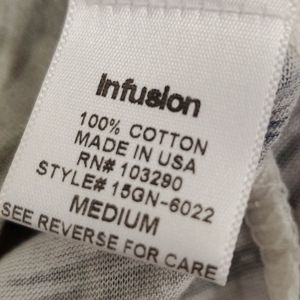 Infusion
100% COTTON
MADE IN USA
RN# 103290
STYLE# 15GN-6022
MEDIUM
SEE REVERSE FOR CARE